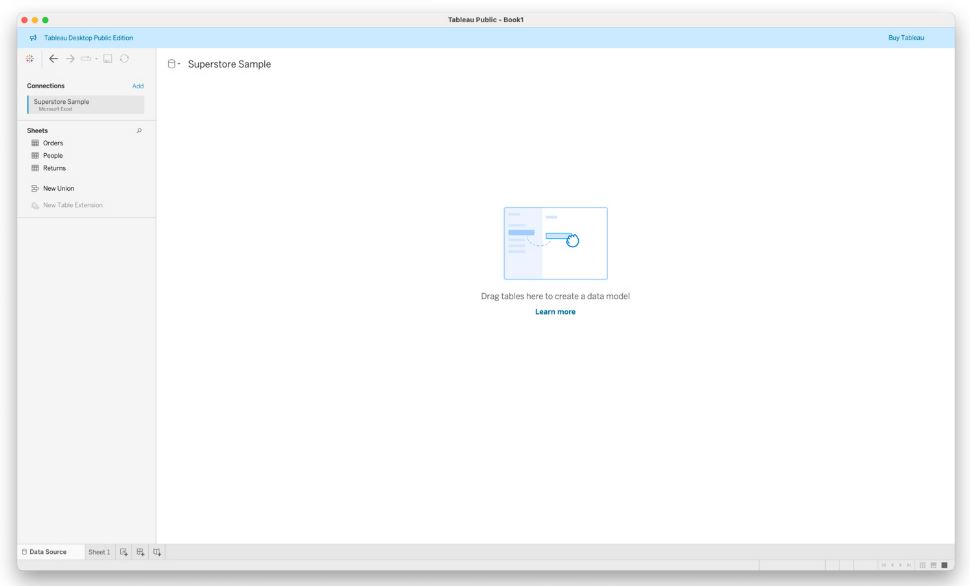 Tableau Public - Book1
Tableau Desktop Public Edition
Buy Tableau
Superstore Sample
Connections
Add
Superstore Sample
Microsoft Excel
Sheets
Orders
People
Returns
New Union
New Table Extension
Drag tables here to create a data model
Learn more
Data Source
Sheet 1